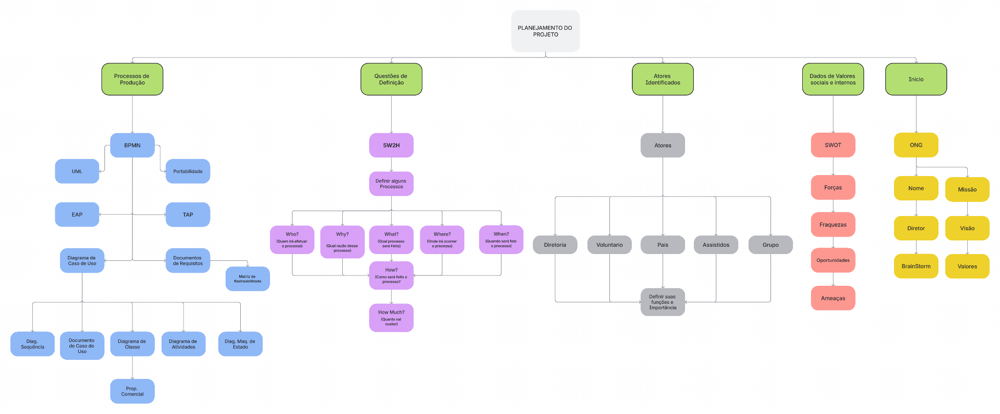 PLANEJAMENTO DO
PROJETO
Processos de
Produção
Questões de
Definição
Atores
Identificados
Dados de Valores
sociais e internos
Inicio
BPMN
5W2H
Atores
SWOT
ONG
UML
Portabilidade
Definir alguns
Processos
Forças
Nome
Missão
EAP
TAP
Fraquezas
Diretor
Visão
Who?
(Quem irá efetuar
o processo)
Why?
(Qual razão desse
processo)
What?
(Qual processo
sera Feito)
Where?
(Onde irá ocorrer
o processo)
When?
(Quando será feio
o processo)
Diretoria
Voluntario
Pais
Assistidos
Grupo
Diagrama de
Caso de Uso
Documentos
de Requisitos
Oportunidades
BrainStorm
Valores
Matriz de
Rastreabilidade
How?
(Como será feito o
processo?
Definir suas
funções e
Importância
Ameaças
How Much?
(Quanto vai
custar)
Diag.
Sequência
Documento
de Caso de
Uso
Diagrama de
Classe
Diagrama de
Atividades
Diag. Maq. de
Estado
Prop.
Comercial